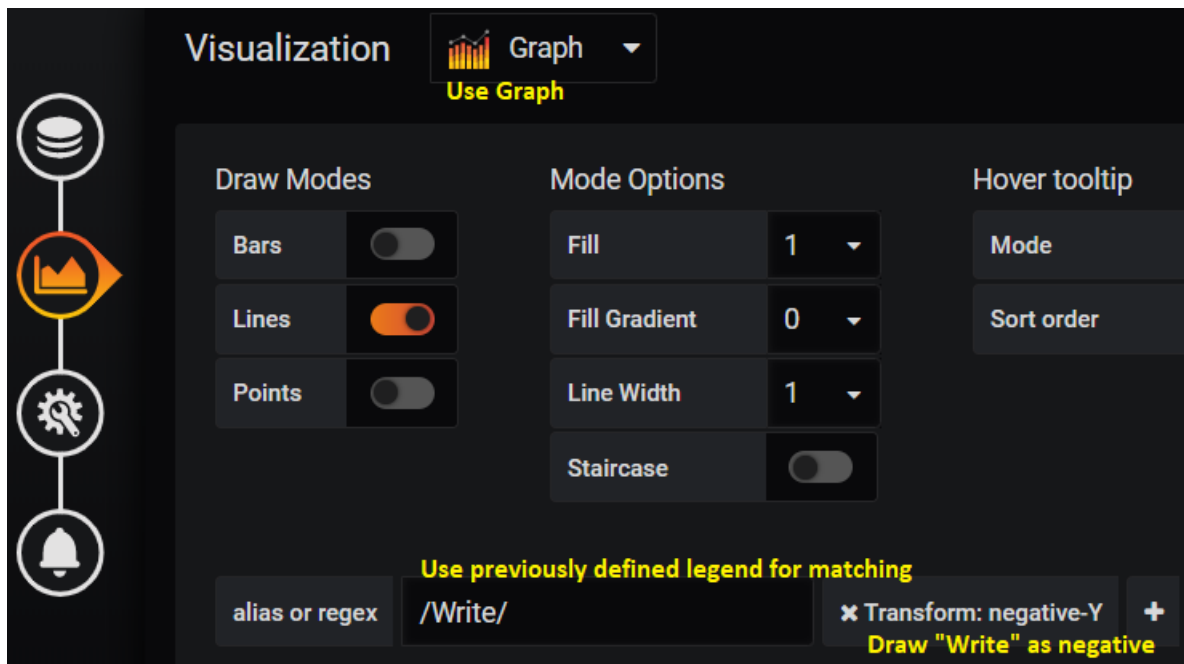 Visualization Graph
Use Graph
Draw Modes Mode Options Hover tooltip
Bars Fill 1 Mode
Lines Fill Gradient 0 Sort order
Points Line Width 1
Staircase
Use previously defined legend for matching
alias or regex /Write/ × Transform: negative-Y +
Draw "Write" as negative